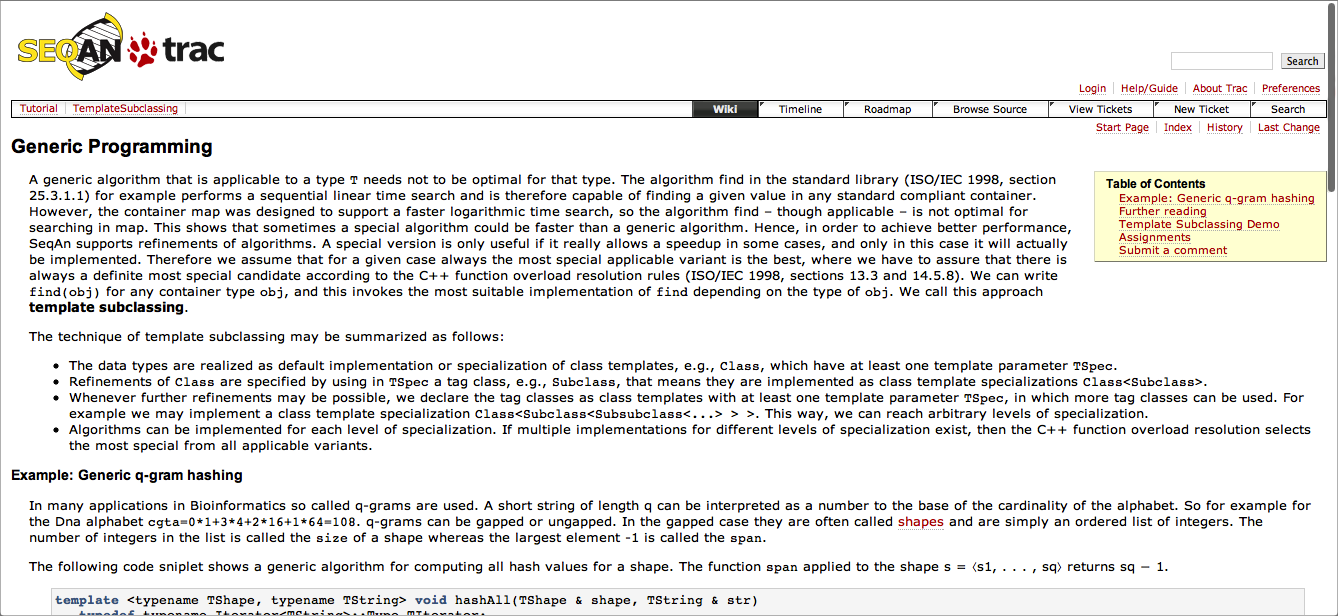 SEQAN trac
Search
Login Help/Guide About Trac Preferences
Tutorial TemplateSubclassing Wiki Timeline Roadmap Browse Source View Tickets New Ticket Search
Start Page Index History Last Change
Generic Programming
A generic algorithm that is applicable to a type T needs not to be optimal for that type. The algorithm find in the standard library (ISO/IEC 1998, section
25.3.1.1) for example performs a sequential linear time search and is therefore capable of finding a given value in any standard compliant container.
However, the container map was designed to support a faster logarithmic time search, so the algorithm find – though applicable – is not optimal for
searching in map. This shows that sometimes a special algorithm could be faster than a generic algorithm. Hence, in order to achieve better performance,
SeqAn supports refinements of algorithms. A special version is only useful if it really allows a speedup in some cases, and only in this case it will actually
be implemented. Therefore we assume that for a given case always the most special applicable variant is the best, where we have to assure that there is
always a definite most special candidate according to the C++ function overload resolution rules (ISO/IEC 1998, sections 13.3 and 14.5.8). We can write
find(obj) for any container type obj, and this invokes the most suitable implementation of find depending on the type of obj. We call this approach
template subclassing.
Table of Contents
Example: Generic q-gram hashing
Further reading
Template Subclassing Demo
Assignments
Submit a comment
The technique of template subclassing may be summarized as follows:
• The data types are realized as default implementation or specialization of class templates, e.g., Class, which have at least one template parameter TSpec.
• Refinements of Class are specified by using in TSpec a tag class, e.g., Subclass, that means they are implemented as class template specializations Class<Subclass>.
• Whenever further refinements may be possible, we declare the tag classes as class templates with at least one template parameter TSpec, in which more tag classes can be used. For
example we may implement a class template specialization Class<Subclass<Subsubclass<...> > >. This way, we can reach arbitrary levels of specialization.
• Algorithms can be implemented for each level of specialization. If multiple implementations for different levels of specialization exist, then the C++ function overload resolution selects
the most special from all applicable variants.
Example: Generic q-gram hashing
In many applications in Bioinformatics so called q-grams are used. A short string of length q can be interpreted as a number to the base of the cardinality of the alphabet. So for example for
the Dna alphabet cgta=0*1+3*4+2*16+1*64=108. q-grams can be gapped or ungapped. In the gapped case they are often called shapes and are simply an ordered list of integers. The
number of integers in the list is called the size of a shape whereas the largest element -1 is called the span.
The following code sniplet shows a generic algorithm for computing all hash values for a shape. The function span applied to the shape s = ⟨s1, . . . , sq⟩ returns sq − 1.
template <typename TShape, typename TString> void hashAll(TShape & shape, TString & str)
typedef typename Iterator<TString>::Type TIterator;